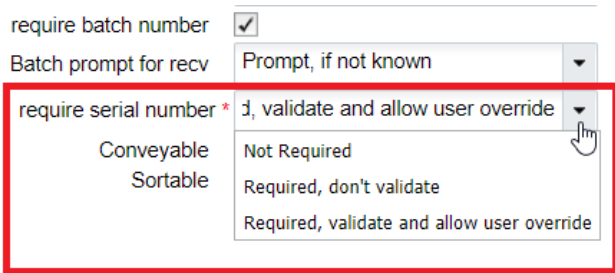 require batch number
Batch prompt for recv Prompt, if not known
require serial number * d, validate and allow user override
Conveyable
Not Required
Sortable
Required, don't validate
Required, validate and allow user override